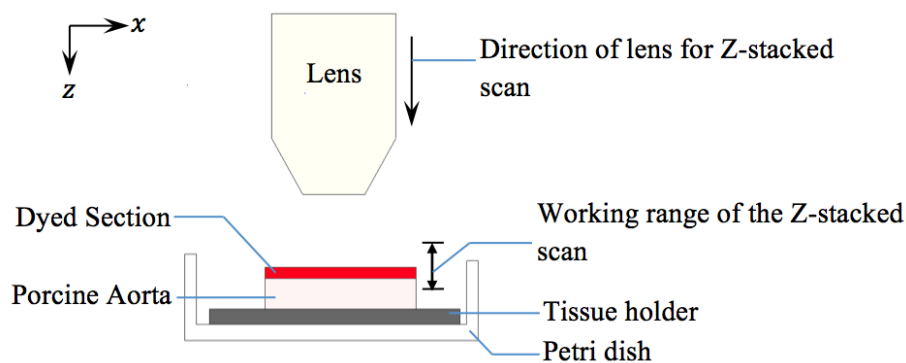 x
z
Lens
Direction of lens for Z-stacked
scan
Dyed Section
Working range of the Z-stacked
scan
Porcine Aorta
Tissue holder
Petri dish